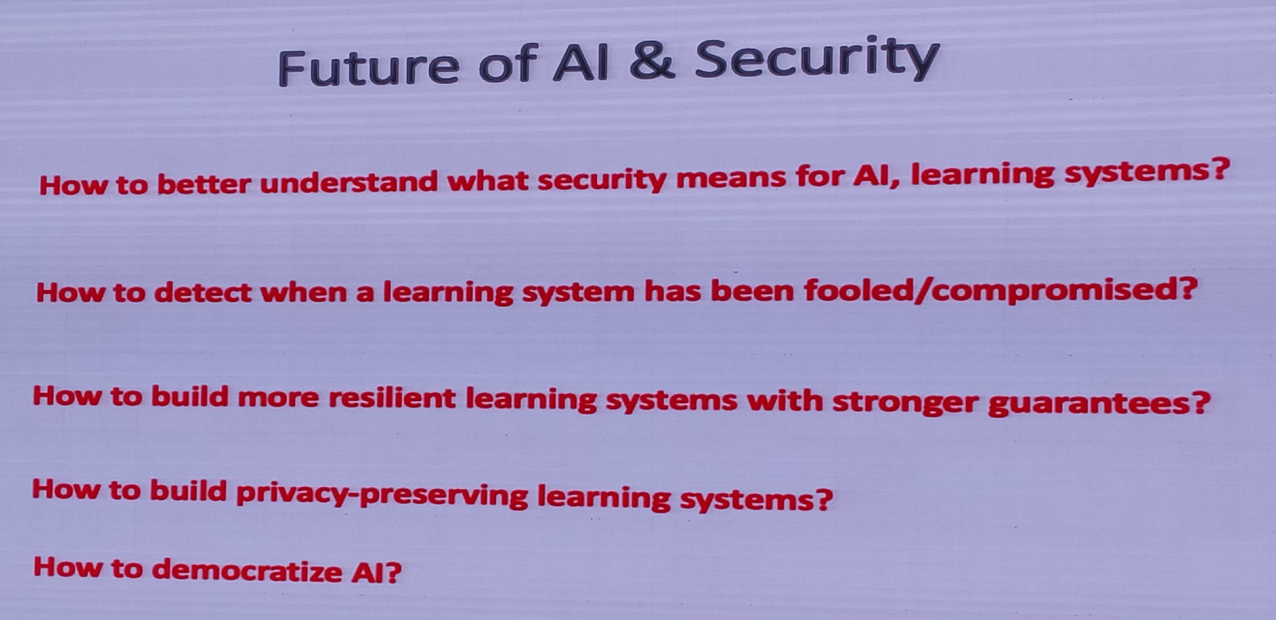 Future of AI & Security
How to better understand what security means for AI, learning systems?
How to detect when a learning system has been fooled/compromised?
How to build more resilient learning systems with stronger guarantees?
How to build privacy-preserving learning systems?
How to democratize AI?